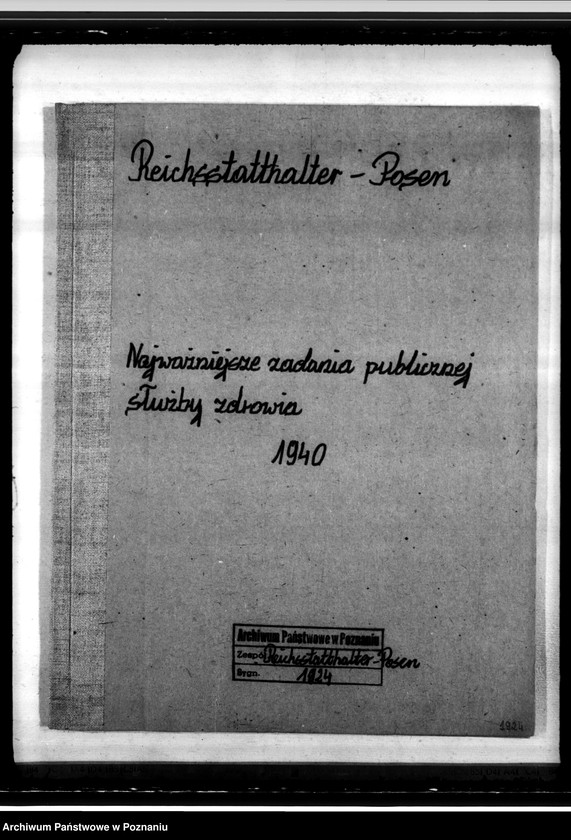 Reichsstatthalter - Posen
Najważniejsze zadania publicznej
służby zdrowia
1940
Archiwum Państwowe w Poznaniu
Zespół Reichsstatthalter-Posen
Sygn. 1924
1924
Archiwum Państwowe w Poznaniu